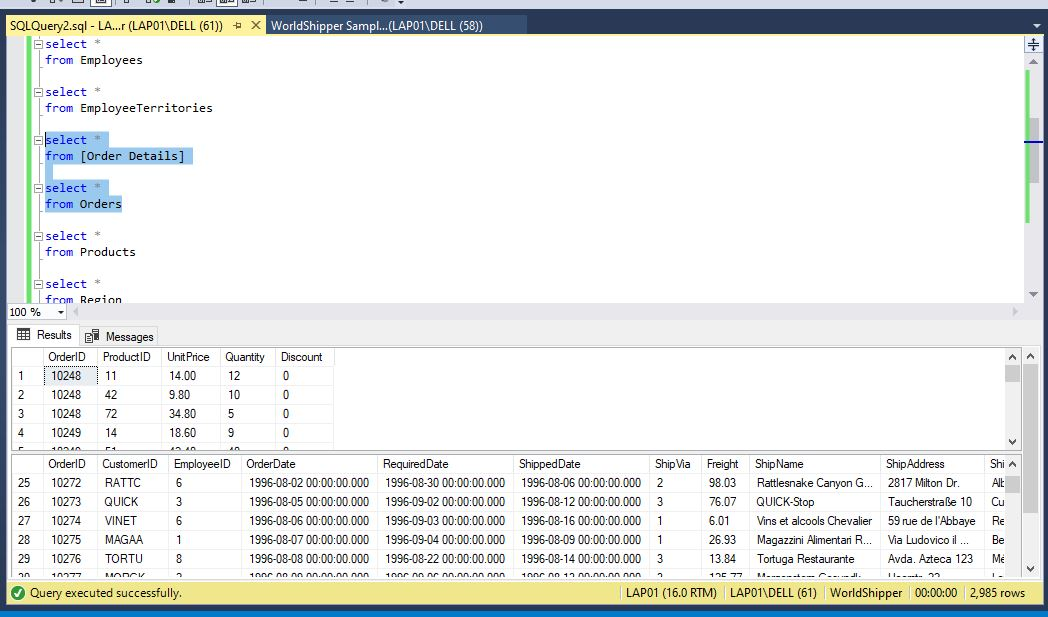 SQLQuery2.sql - LA...r (LAP01\DELL (61)) WorldShipper Sampl...(LAP01\DELL (58))
select *
from Employees
select *
from EmployeeTerritories
select *
from [Order Details]
select *
from Orders
select *
from Products
select *
from Region
100 %
Results Messages
OrderID ProductID UnitPrice Quantity Discount
1 10248 11 14.00 12 0
2 10248 42 9.80 10 0
3 10248 72 34.80 5 0
4 10249 14 18.60 9 0
OrderID CustomerID EmployeeID OrderDate RequiredDate ShippedDate ShipVia Freight ShipName ShipAddress Shi
25 10272 RATTC 6 1996-08-02 00:00:00.000 1996-08-30 00:00:00.000 1996-08-06 00:00:00.000 2 98.03 Rattlesnake Canyon G... 2817 Milton Dr. Alb
26 10273 QUICK 3 1996-08-05 00:00:00.000 1996-09-02 00:00:00.000 1996-08-12 00:00:00.000 3 76.07 QUICK-Stop Taucherstraße 10 Cu
27 10274 VINET 6 1996-08-06 00:00:00.000 1996-09-03 00:00:00.000 1996-08-16 00:00:00.000 1 6.01 Vins et alcools Chevalier 59 rue de l'Abbaye Re
28 10275 MAGAA 1 1996-08-07 00:00:00.000 1996-09-04 00:00:00.000 1996-08-09 00:00:00.000 1 26.93 Magazzini Alimentari R... Via Ludovico il ... Be
29 10276 TORTU 8 1996-08-08 00:00:00.000 1996-08-22 00:00:00.000 1996-08-14 00:00:00.000 3 13.84 Tortuga Restaurante Avda. Azteca 123 Mé
Query executed successfully. LAP01 (16.0 RTM) LAP01\DELL (61) WorldShipper 00:00:00 2,985 rows